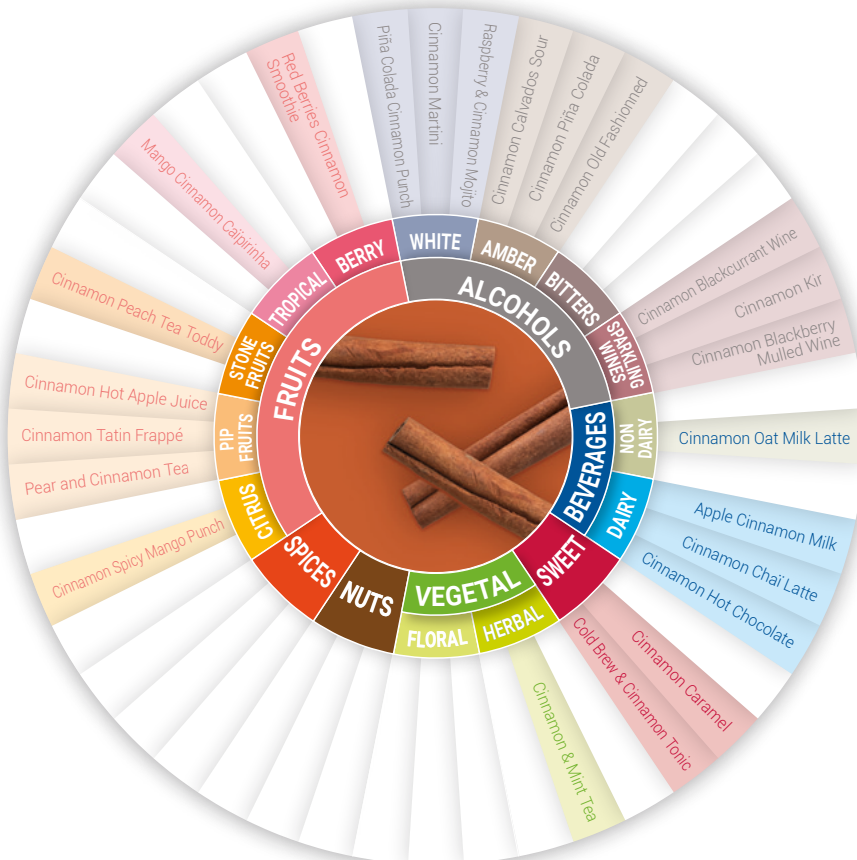 Piña Colada Cinnamon Punch
Cinnamon Martini
Raspberry & Cinnamon Mojito
Cinnamon Calvados Sour
Cinnamon Piña Colada
Cinnamon Old Fashionned
Cinnamon Blackcurrant Wine
Cinnamon Kir
Cinnamon Blackberry
Mulled Wine
Cinnamon Oat Milk Latte
Apple Cinnamon Milk
Cinnamon Chaï Latte
Cinnamon Hot Chocolate
Cinnamon Caramel
Cold Brew & Cinnamon Tonic
Cinnamon & Mint Tea
Cinnamon Spicy Mango Punch
Pear and Cinnamon Tea
Cinnamon Tatin Frappé
Cinnamon Hot Apple Juice
Cinnamon Peach Tea Toddy
Mango Cinnamon Caïpirinha
Red Berries Cinnamon
Smoothie
WHITE
AMBER
BITTERS
SPARKLING
WINES
NON
DAIRY
DAIRY
SWEET
HERBAL
FLORAL
NUTS
SPICES
CITRUS
PIP
FRUITS
STONE
FRUITS
TROPICAL
BERRY
ALCOHOLS
BEVERAGES
VEGETAL
FRUITS